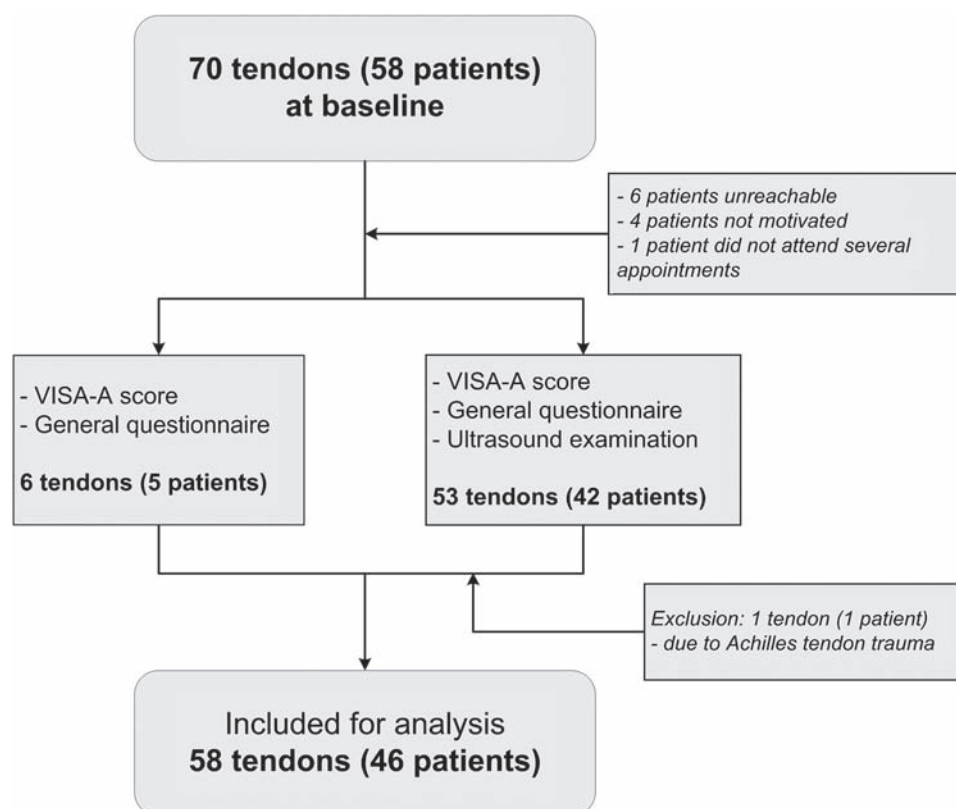 70 tendons (58 patients)
at baseline
- 6 patients unreachable
- 4 patients not motivated
- 1 patient did not attend several
appointments
- VISA-A score
- General questionnaire
6 tendons (5 patients)
- VISA-A score
- General questionnaire
- Ultrasound examination
53 tendons (42 patients)
Exclusion: 1 tendon (1 patient)
- due to Achilles tendon trauma
Included for analysis
58 tendons (46 patients)